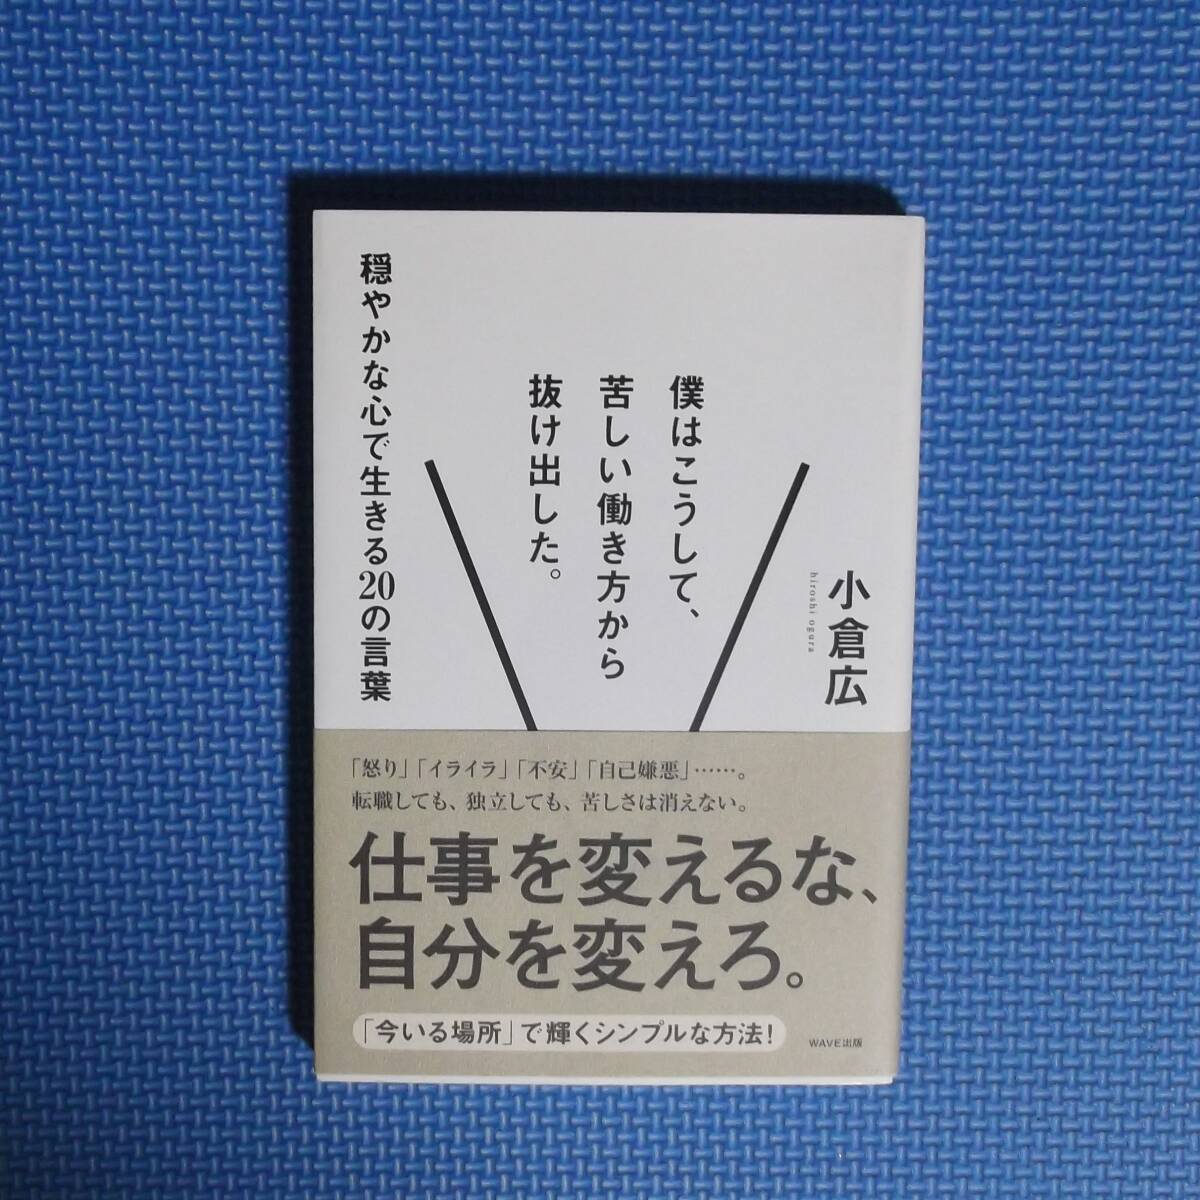 小倉広
hiroshi ogura
僕はこうして、
苦しい働き方から
抜け出した。
穏やかな心で生きる20の言葉
「怒り」「イライラ」「不安」「自己嫌悪」……。
転職しても、独立しても、苦しさは消えない。
仕事を変えるな、
自分を変えろ。
「今いる場所」で輝くシンプルな方法！
WAVE出版